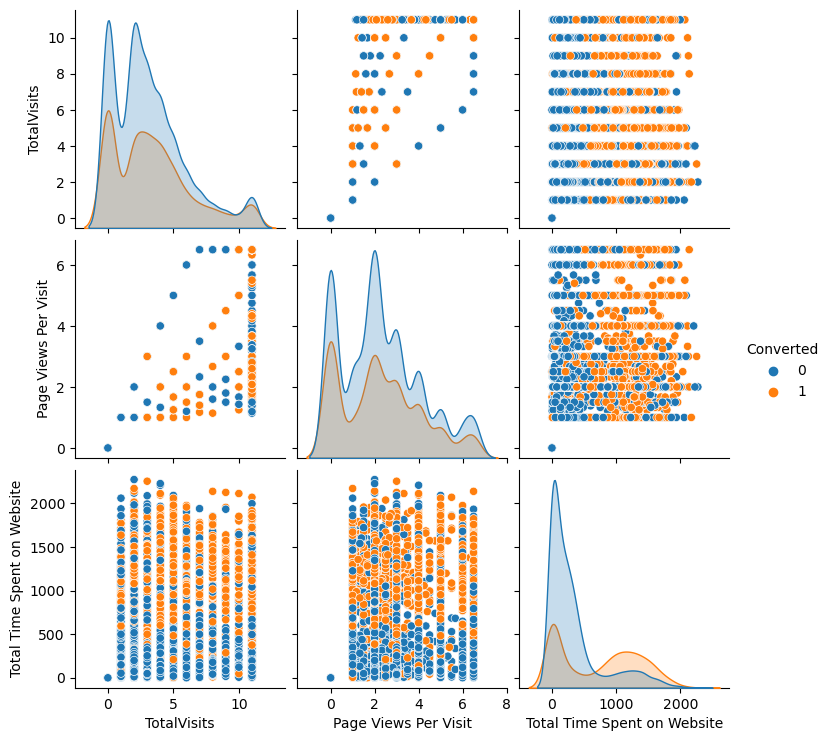 TotalVisits
10
8
6
4
2
0
Page Views Per Visit
6
4
2
0
Converted
0
1
Total Time Spent on Website
2000
1500
1000
500
0
0 5 10
0 2 4 6 8
0 1000 2000
TotalVisits
Page Views Per Visit
Total Time Spent on Website